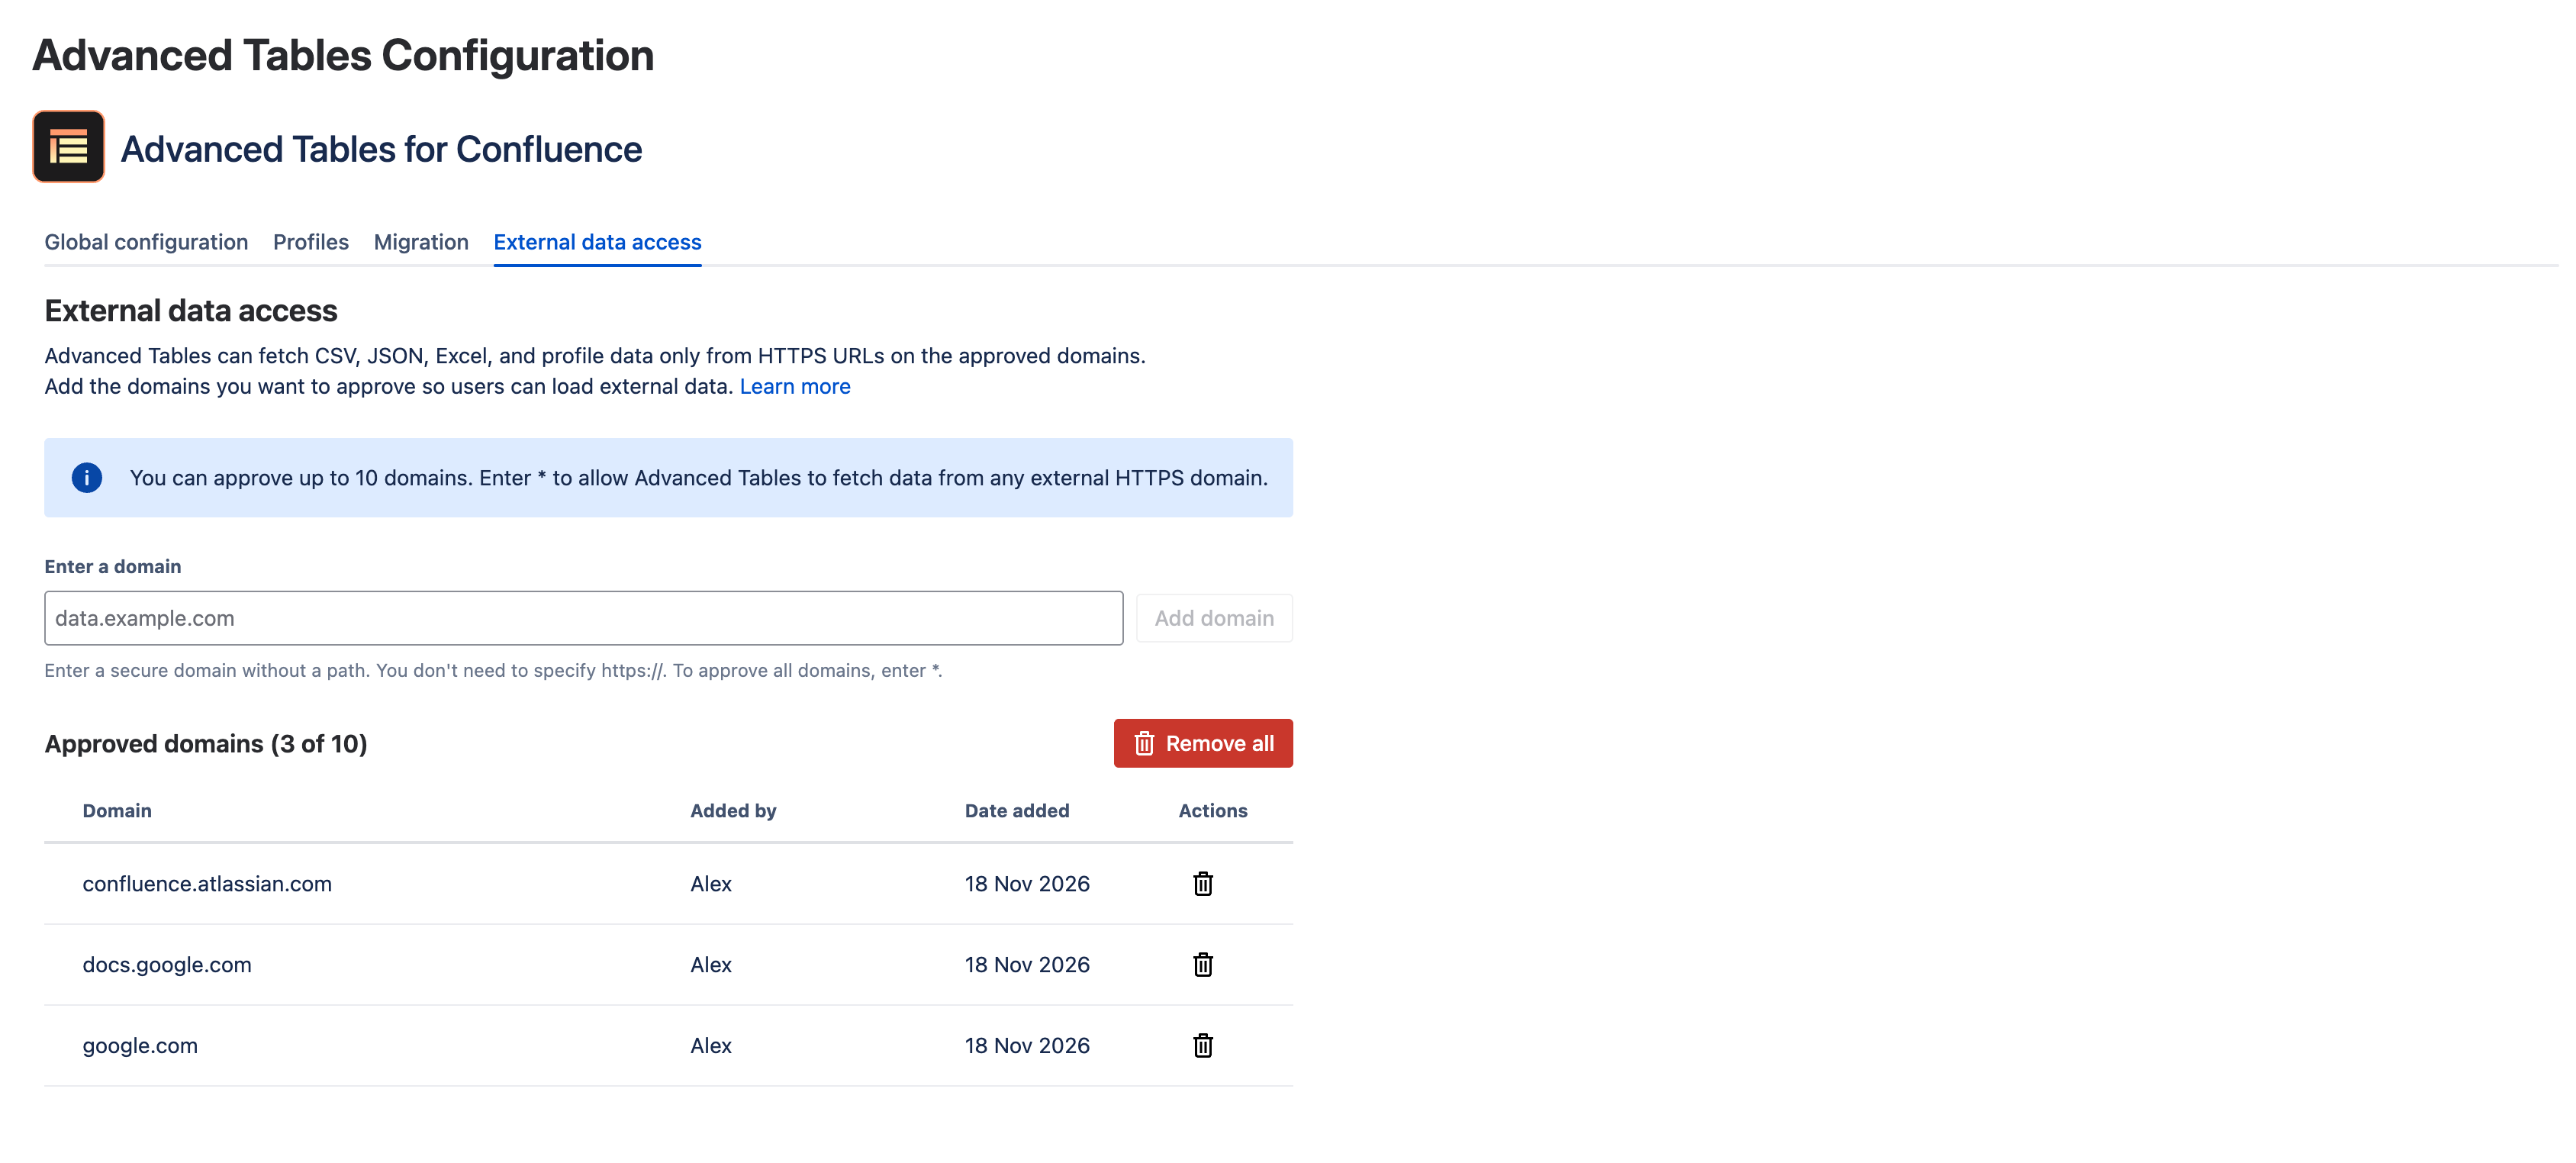 Advanced Tables Configuration
Advanced Tables for Confluence
Global configuration Profiles Migration External data access
External data access
Advanced Tables can fetch CSV, JSON, Excel, and profile data only from HTTPS URLs on the approved domains.
Add the domains you want to approve so users can load external data. Learn more
You can approve up to 10 domains. Enter * to allow Advanced Tables to fetch data from any external HTTPS domain.
Enter a domain
data.example.com Add domain
Enter a secure domain without a path. You don't need to specify https://. To approve all domains, enter *.
Approved domains (3 of 10) Remove all
Domain Added by Date added Actions
confluence.atlassian.com Alex 18 Nov 2026
docs.google.com Alex 18 Nov 2026
google.com Alex 18 Nov 2026